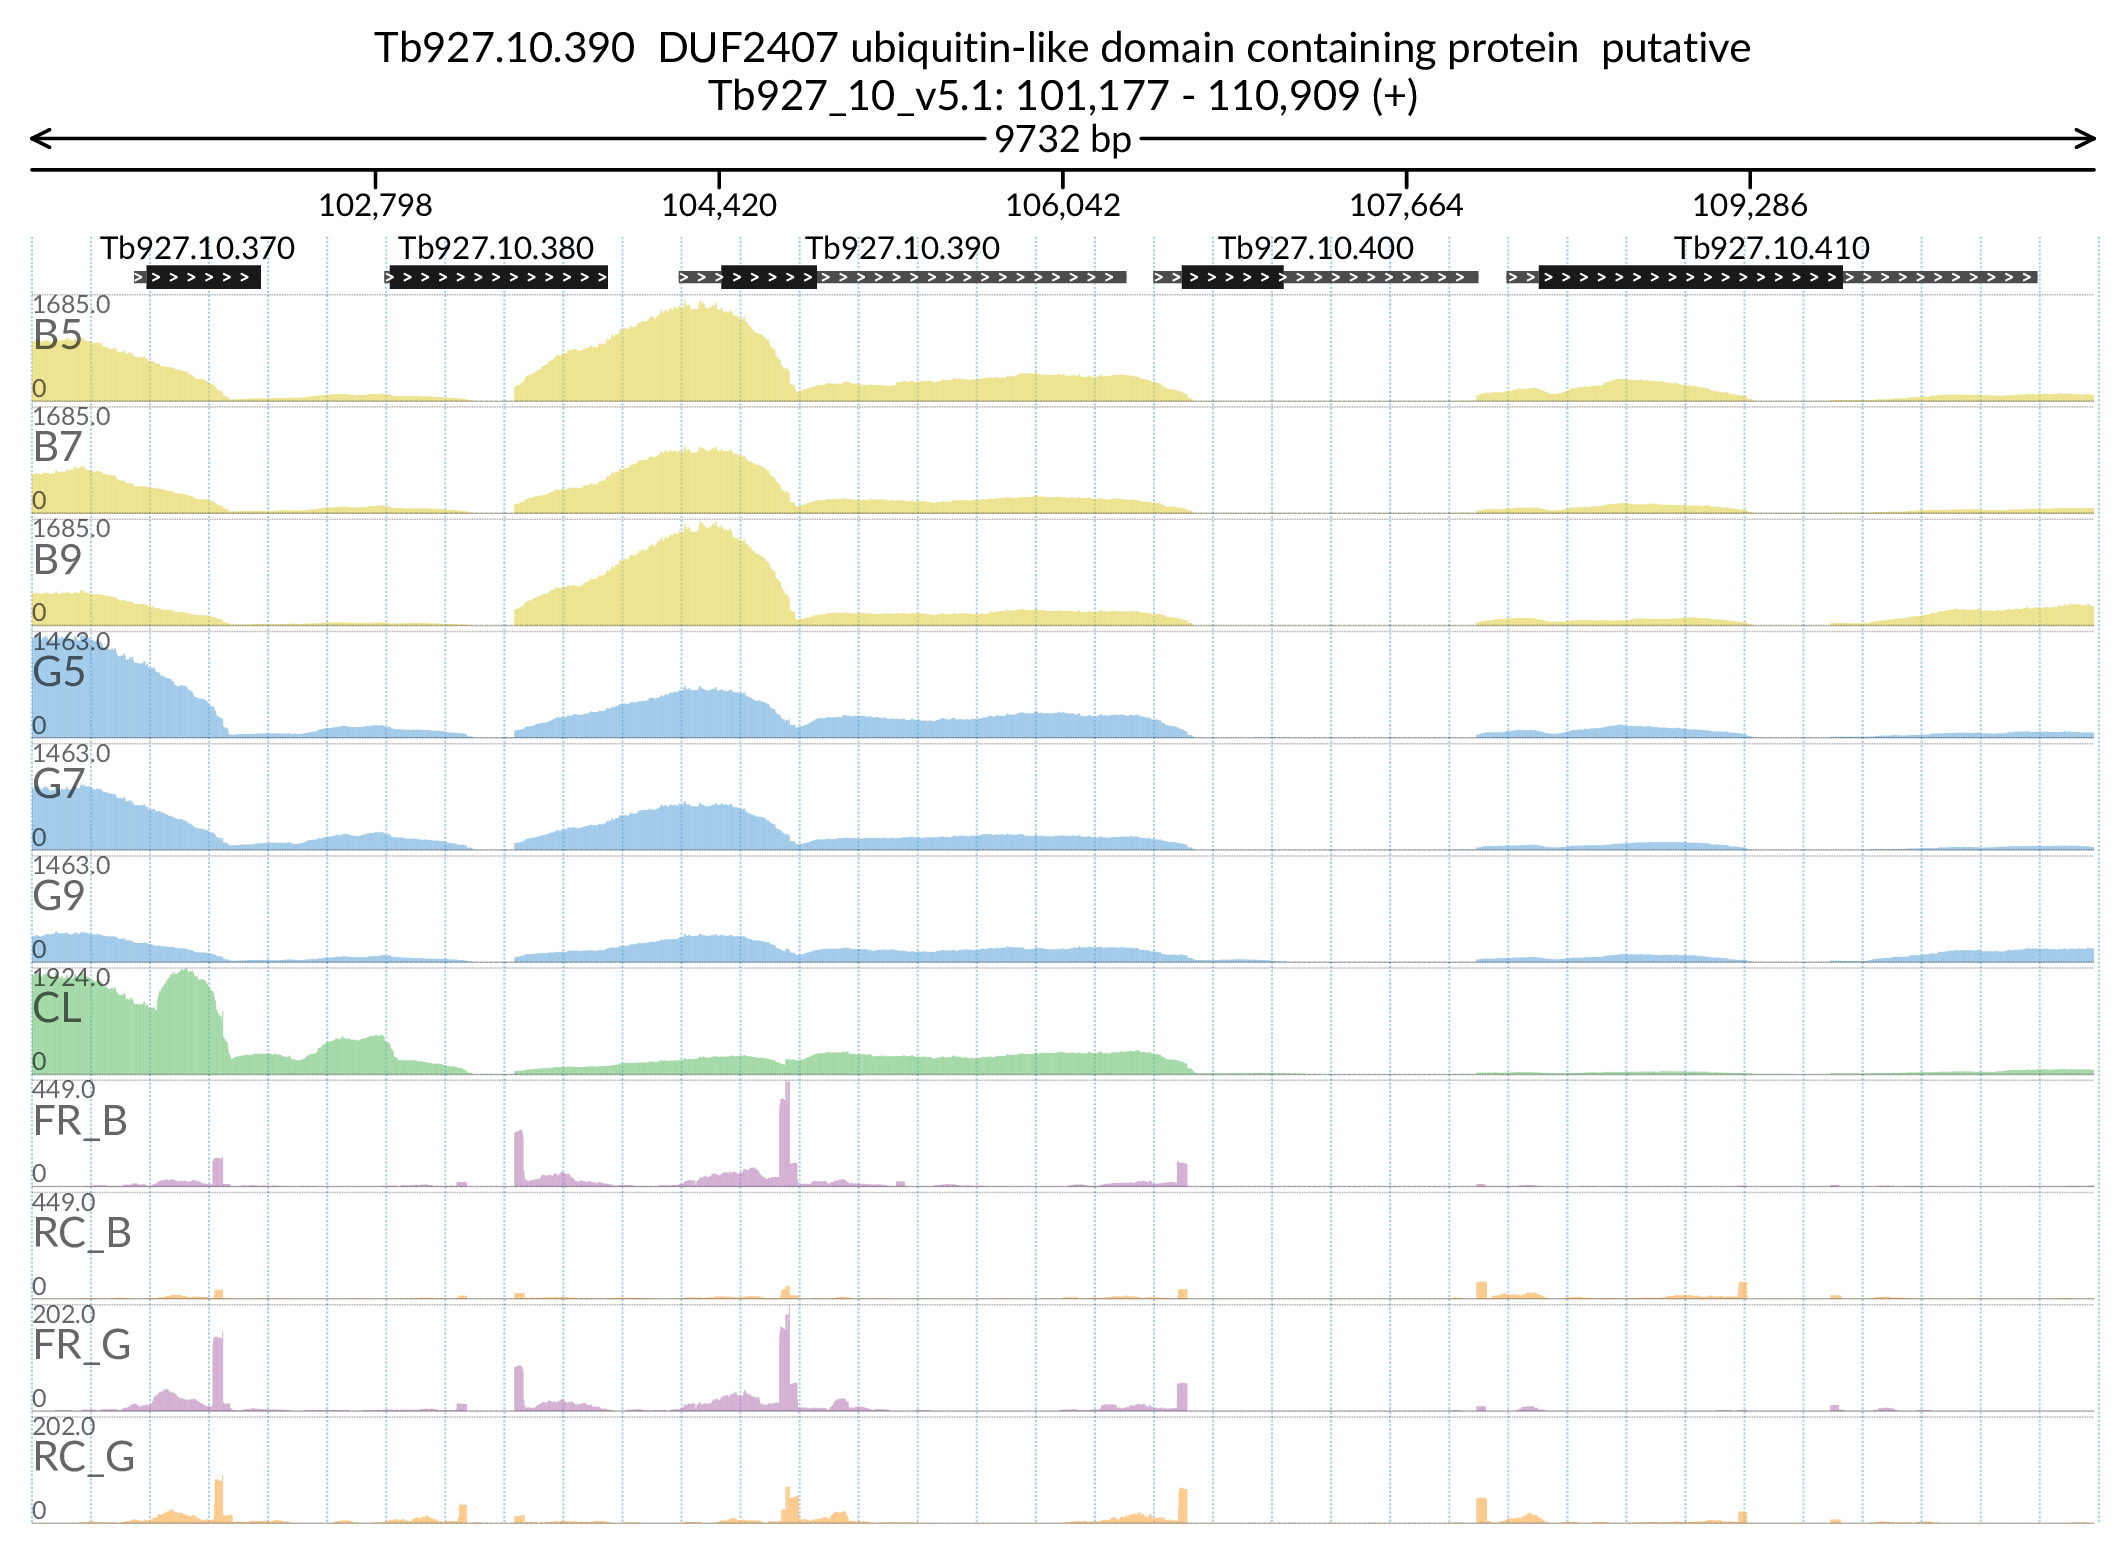 Tb927.10.390  DUF2407 ubiquitin-like domain containing protein  putative
Tb927_10_v5.1: 101,177 - 110,909 (+)
9732 bp
102,798 104,420 106,042 107,664 109,286
Tb927.10.370 Tb927.10.380 Tb927.10.390 Tb927.10.400 Tb927.10.410
1685.0
B5
0
1685.0
B7
0
1685.0
B9
0
1463.0
G5
0
1463.0
G7
0
1463.0
G9
0
1924.0
CL
0
449.0
FR_B
0
449.0
RC_B
0
202.0
FR_G
0
202.0
RC_G
0